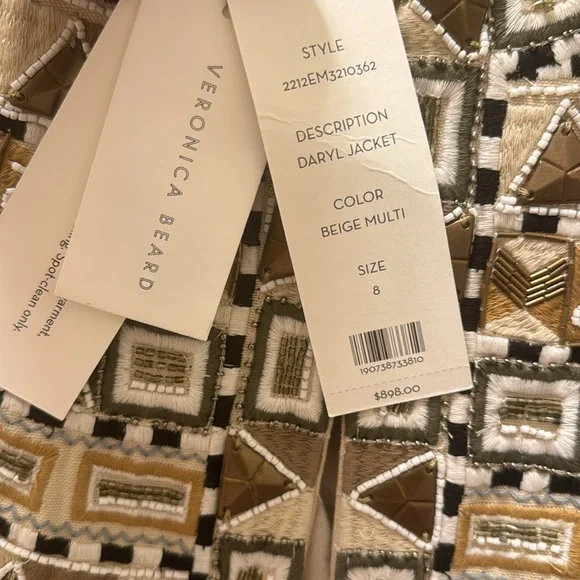 VERONICA BEARD
STYLE
2212EM3210362
DESCRIPTION
DARYL JACKET
COLOR
BEIGE MULTI
SIZE
8
190738733810
$898.00
Spot-clean only.